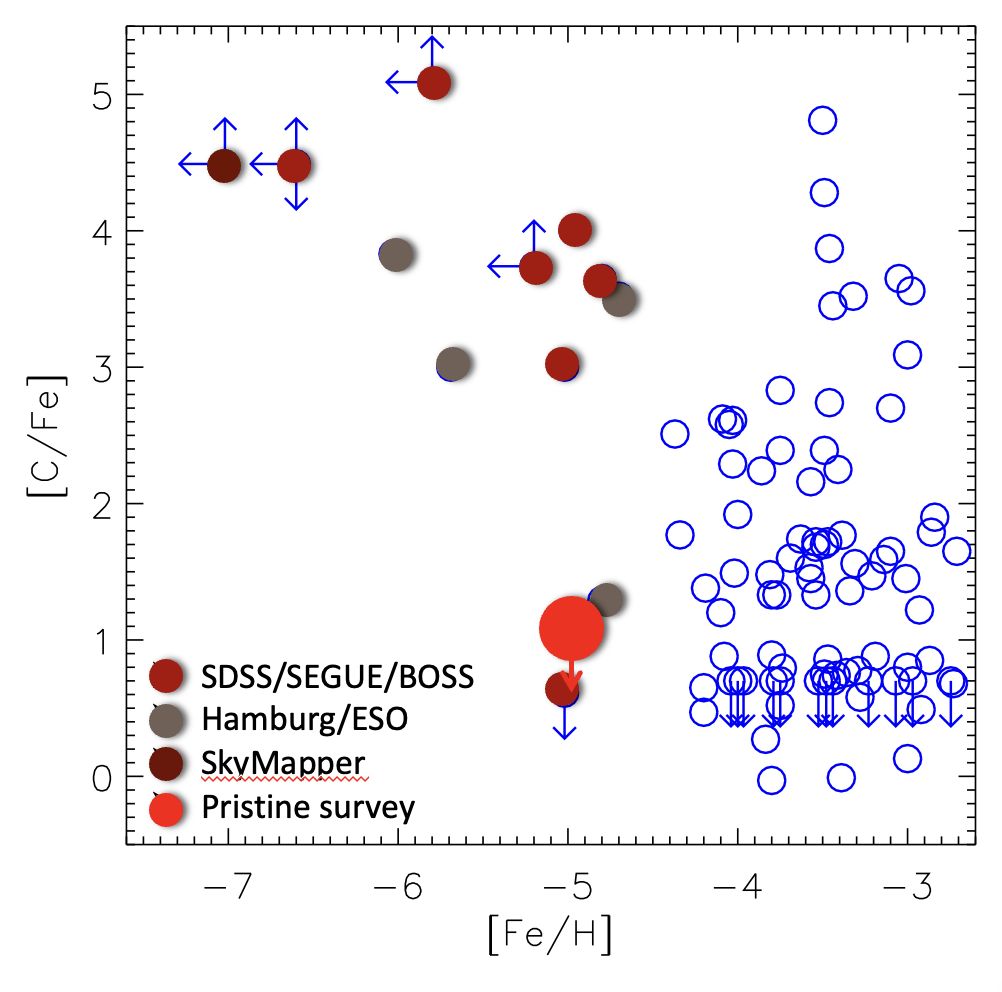 5
4
3
2
1
0
[C/Fe]
SDSS/SEGUE/BOSS
Hamburg/ESO
SkyMapper
Pristine survey
−7 −6 −5 −4 −3
[Fe/H]